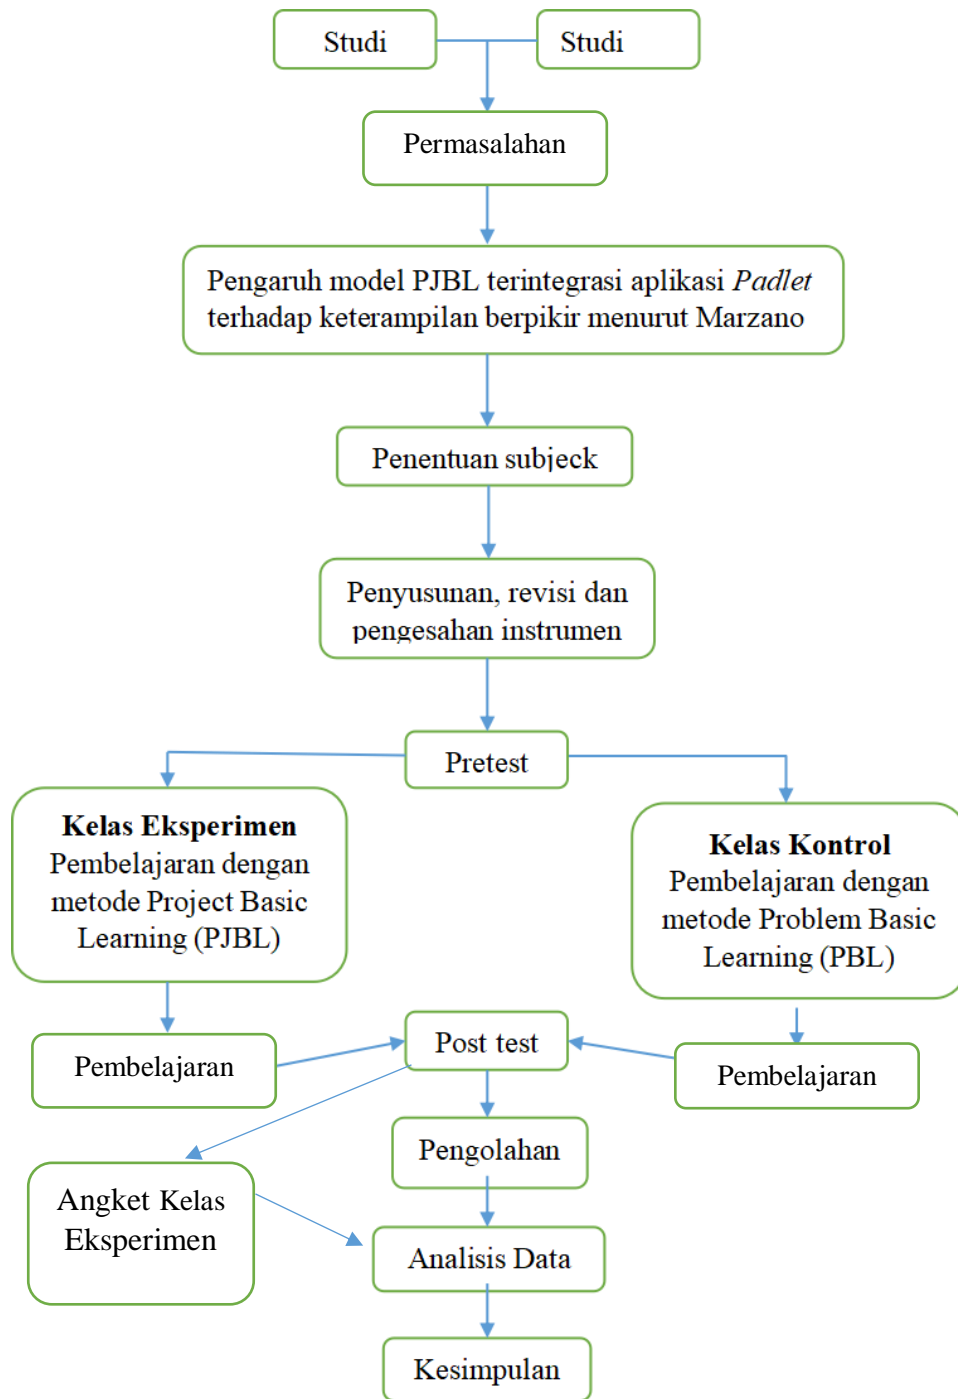 Studi
Studi
Permasalahan
Pengaruh model PJBL terintegrasi aplikasi Padlet
terhadap keterampilan berpikir menurut Marzano
Penentuan subjeck
Penyusunan, revisi dan
pengesahan instrumen
Pretest
Kelas Eksperimen
Pembelajaran dengan
metode Project Basic
Learning (PJBL)
Kelas Kontrol
Pembelajaran dengan
metode Problem Basic
Learning (PBL)
Pembelajaran
Post test
Pembelajaran
Pengolahan
Angket Kelas
Eksperimen
Analisis Data
Kesimpulan